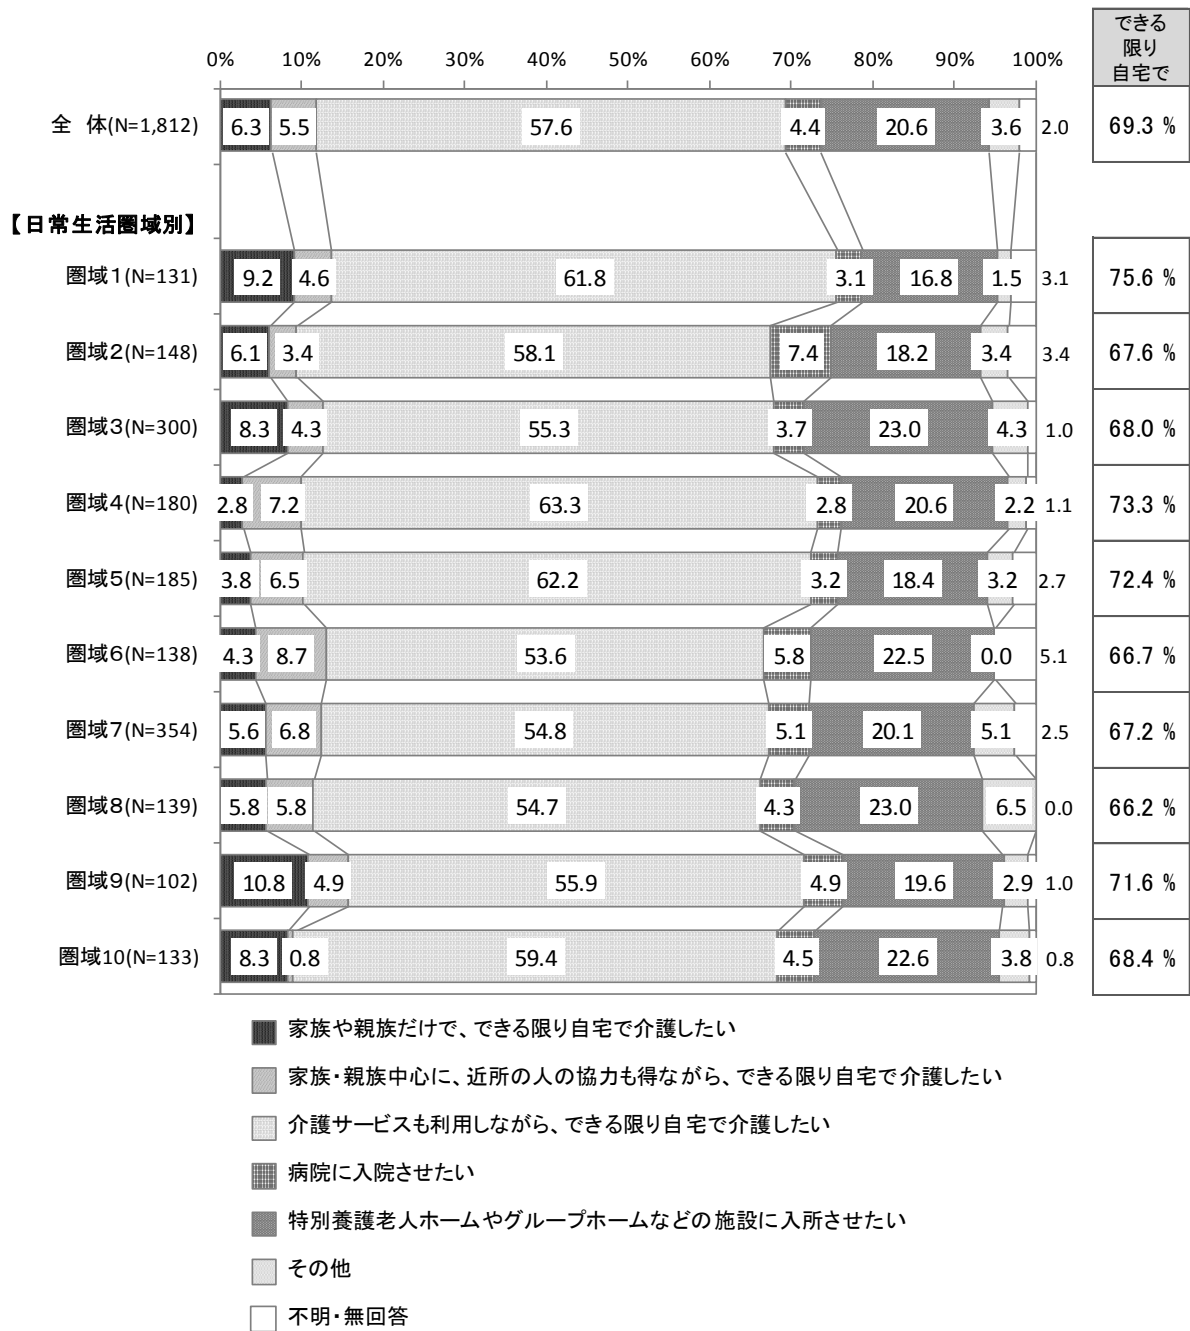 できる
限り
自宅で
0% 10% 20% 30% 40% 50% 60% 70% 80% 90% 100%
全 体(N=1,812) 6.3 5.5 57.6 4.4 20.6 3.6 2.0 69.3 %
【日常生活圏域別】
圏域1(N=131) 9.2 4.6 61.8 3.1 16.8 1.5 3.1 75.6 %
圏域2(N=148) 6.1 3.4 58.1 7.4 18.2 3.4 3.4 67.6 %
圏域3(N=300) 8.3 4.3 55.3 3.7 23.0 4.3 1.0 68.0 %
圏域4(N=180) 2.8 7.2 63.3 2.8 20.6 2.2 1.1 73.3 %
圏域5(N=185) 3.8 6.5 62.2 3.2 18.4 3.2 2.7 72.4 %
圏域6(N=138) 4.3 8.7 53.6 5.8 22.5 0.0 5.1 66.7 %
圏域7(N=354) 5.6 6.8 54.8 5.1 20.1 5.1 2.5 67.2 %
圏域8(N=139) 5.8 5.8 54.7 4.3 23.0 6.5 0.0 66.2 %
圏域9(N=102) 10.8 4.9 55.9 4.9 19.6 2.9 1.0 71.6 %
圏域10(N=133) 8.3 0.8 59.4 4.5 22.6 3.8 0.8 68.4 %
家族や親族だけで、できる限り自宅で介護したい
家族・親族中心に、近所の人の協力も得ながら、できる限り自宅で介護したい
介護サービスも利用しながら、できる限り自宅で介護したい
病院に入院させたい
特別養護老人ホームやグループホームなどの施設に入所させたい
その他
不明・無回答